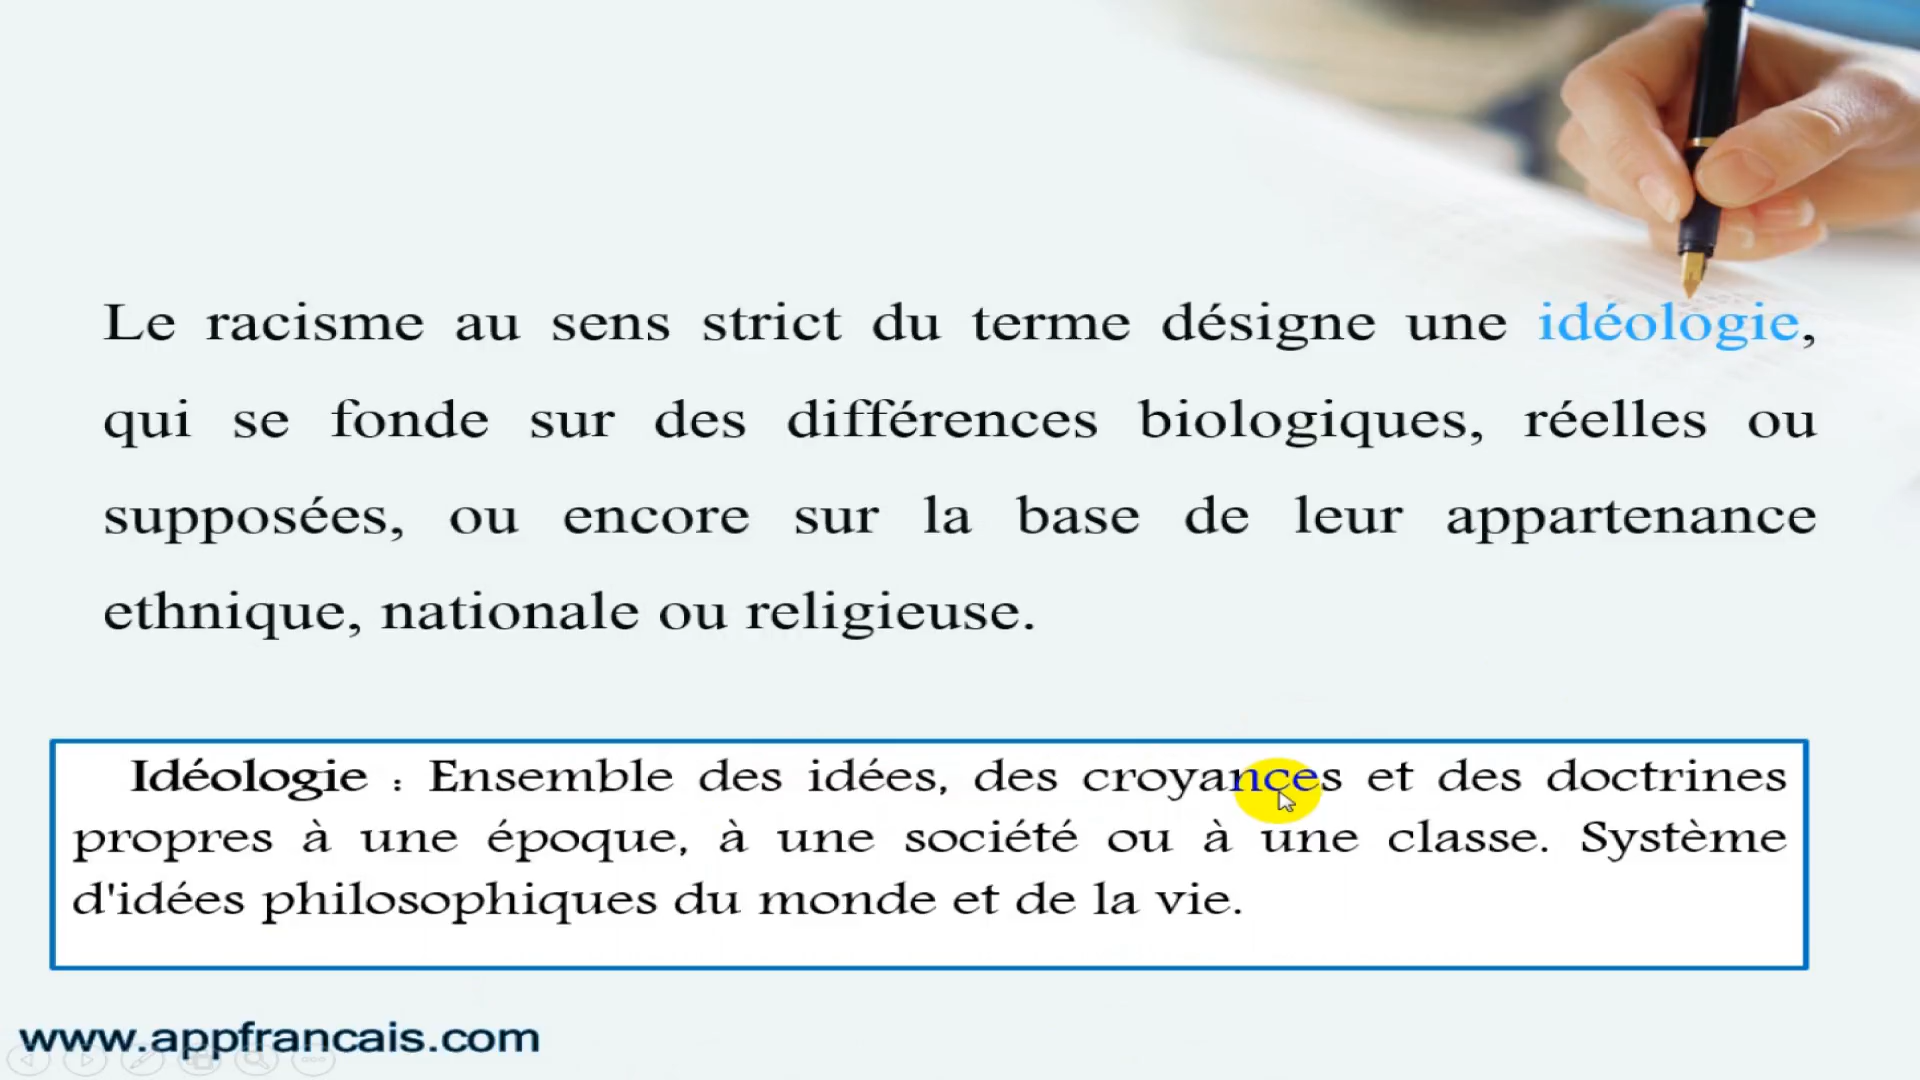 Le racisme au sens strict du terme désigne une idéologie,
qui se fonde sur des différences biologiques, réelles ou
supposées, ou encore sur la base de leur appartenance
ethnique, nationale ou religieuse.
Idéologie : Ensemble des idées, des croyances et des doctrines
propres à une époque, à une société ou à une classe. Système
d'idées philosophiques du monde et de la vie.
www.appfrancais.com